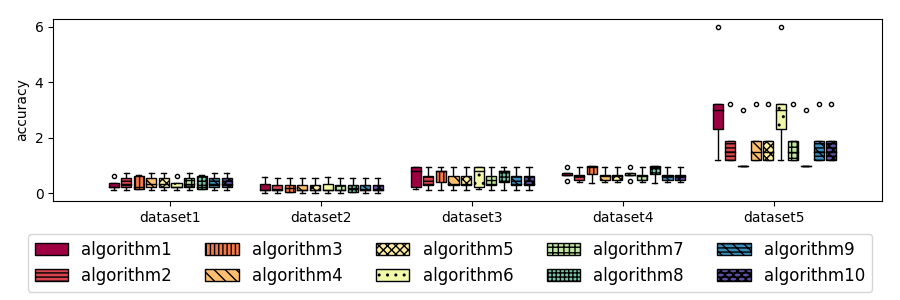 6
4
accuracy
2
0
dataset1 dataset2 dataset3 dataset4 dataset5
algorithm1 algorithm3 algorithm5 algorithm7 algorithm9
algorithm2 algorithm4 algorithm6 algorithm8 algorithm10